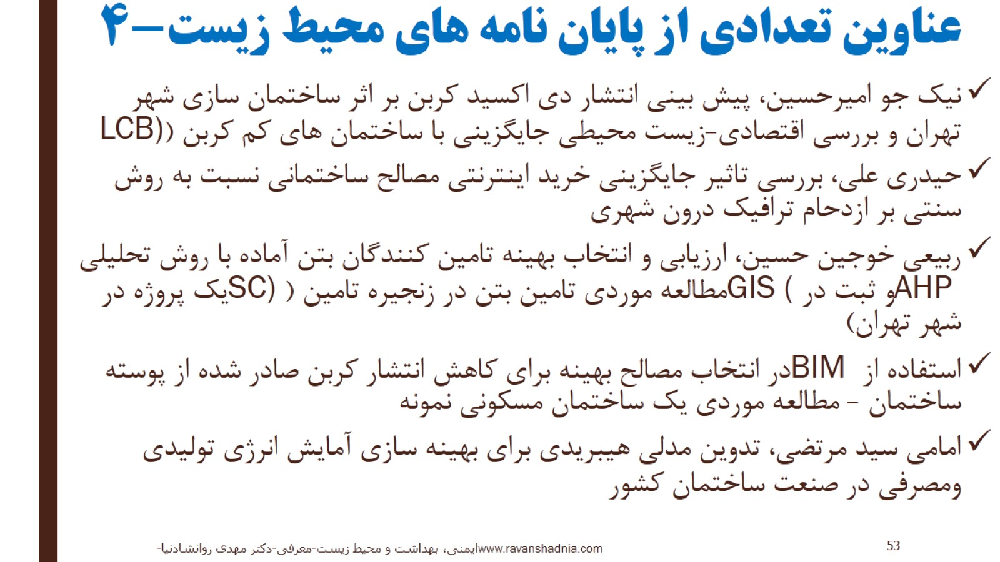 عناوین تعدادی از پایان نامه های محیط زیست-۴
نیک جو امیرحسین، پیش بینی انتشار دی اکسید کربن بر اثر ساختمان سازی شهر
تهران و بررسی اقتصادی-زیست محیطی جایگزینی با ساختمان های کم کربن (LCB))
حیدری علی، بررسی تاثیر جایگزینی خرید اینترنتی مصالح ساختمانی نسبت به روش
سنتی بر ازدحام ترافیک درون شهری
ربیعی خوجین حسین، ارزیابی و انتخاب بهینه تامین کنندگان بتن آماده با روش تحلیلی
AHP و ثبت در GIS ( مطالعه موردی تامین بتن در زنجیره تامین ( SC) یک پروژه در
شهر تهران)
استفاده از BIM در انتخاب مصالح بهینه برای کاهش انتشار کربن صادر شده از پوسته
ساختمان - مطالعه موردی یک ساختمان مسکونی نمونه
امامی سید مرتضی، تدوین مدلی هیبریدی برای بهینه سازی آمایش انرژی تولیدی
ومصرفی در صنعت ساختمان کشور
ایمنی، بهداشت و محیط زیست-معرفی-دکتر مهدی روانشادنیا-www.ravanshadnia.com
53